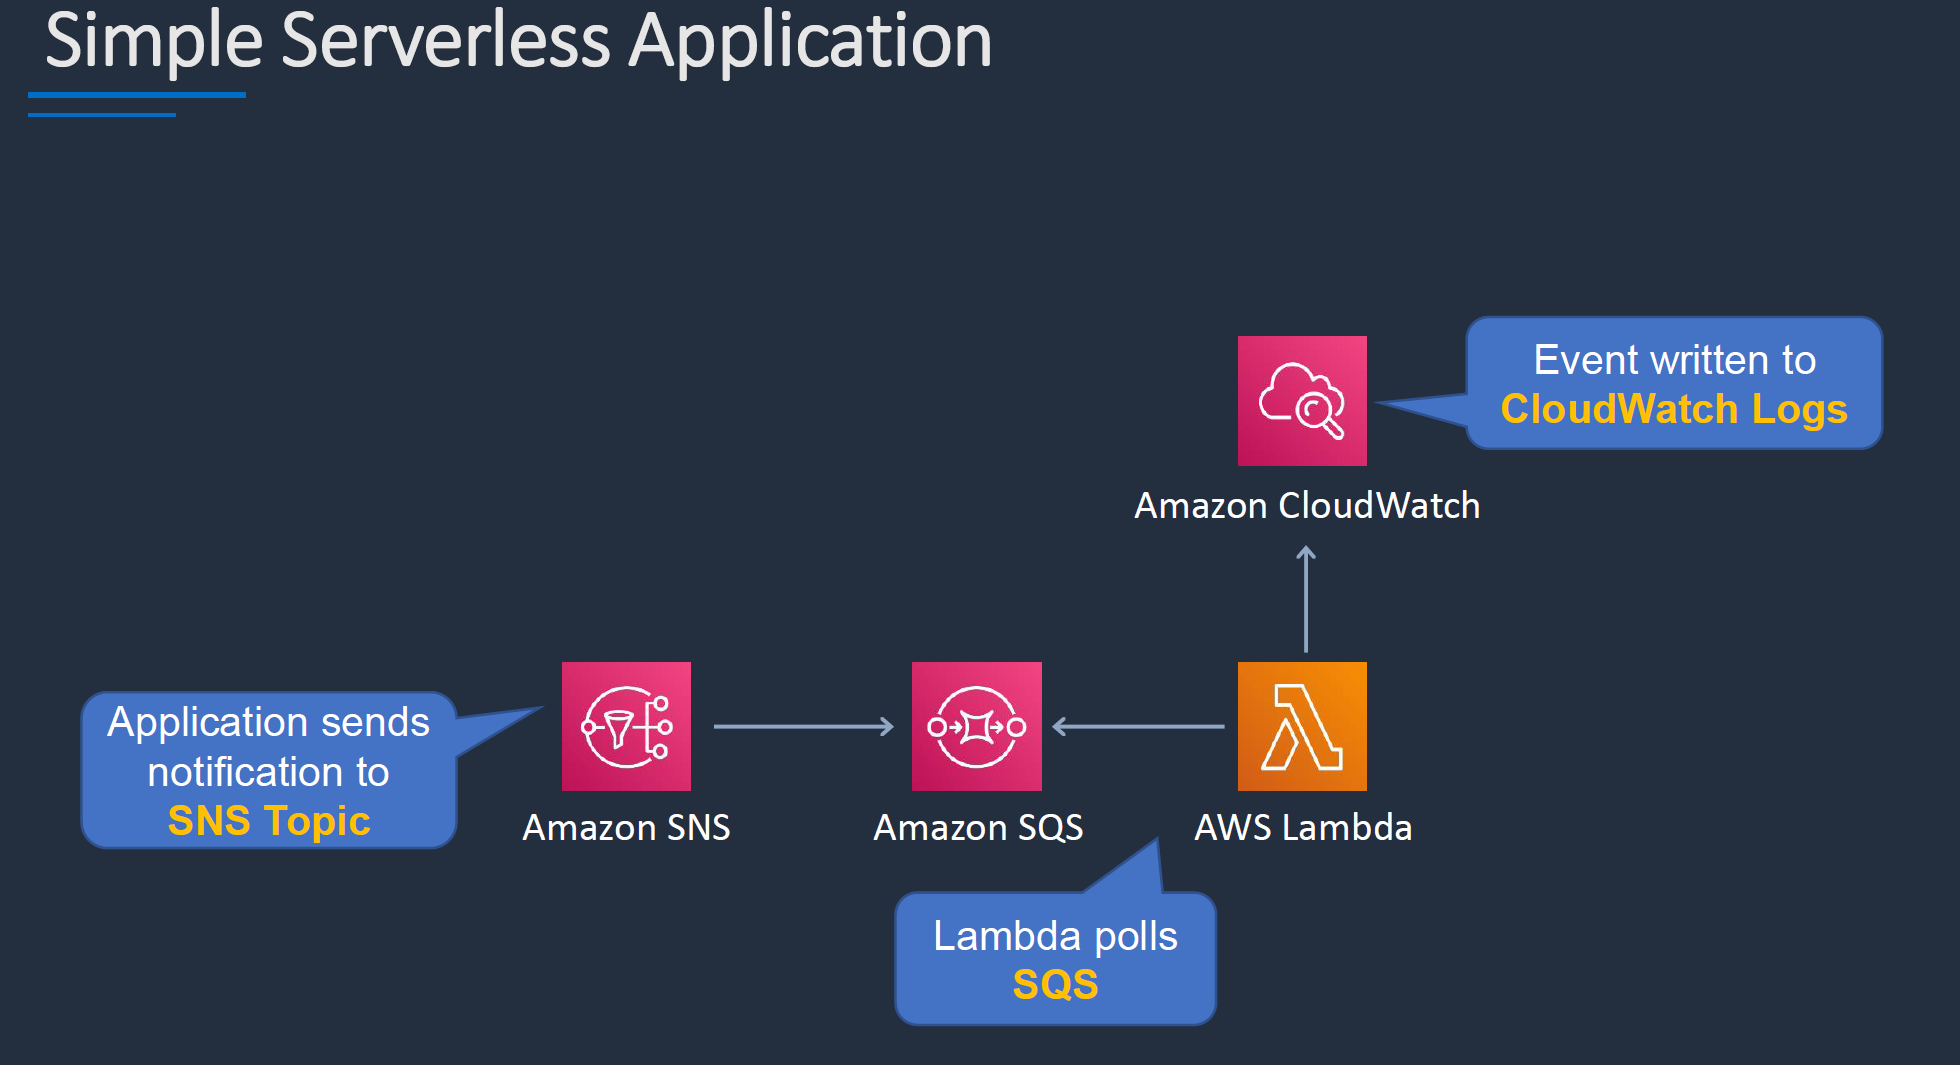 Simple Serverless Application
Event written to
CloudWatch Logs
Amazon CloudWatch
Application sends
notification to
SNS Topic
Amazon SNS
Amazon SQS
AWS Lambda
Lambda polls
SQS